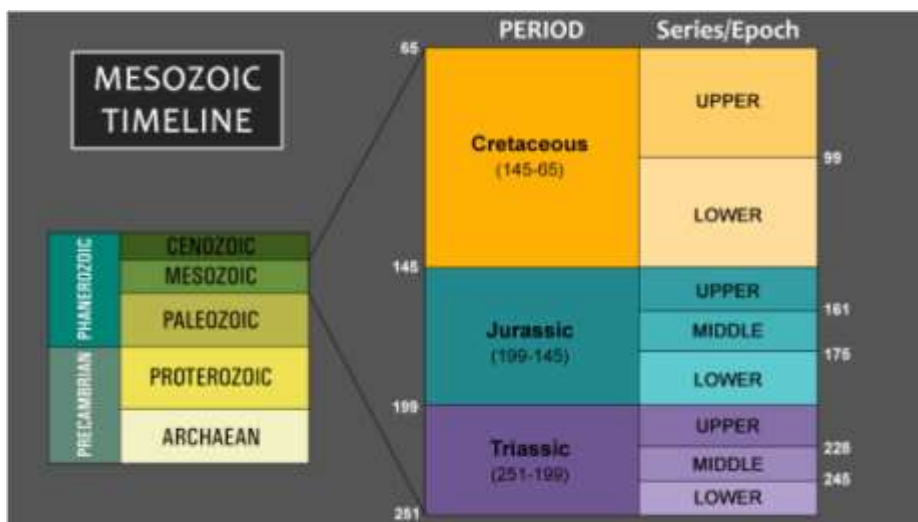 MESOZOIC
TIMELINE
PHANEROZOIC
CENOZOIC
MESOZOIC
PALEOZOIC
PRECAMBRIAN
PROTEROZOIC
ARCHAEAN
PERIOD
Series/Epoch
65
Cretaceous
(145-65)
UPPER
99
LOWER
145
Jurassic
(199-145)
UPPER
161
MIDDLE
176
LOWER
199
Triassic
(251-199)
UPPER
228
MIDDLE
245
LOWER
251